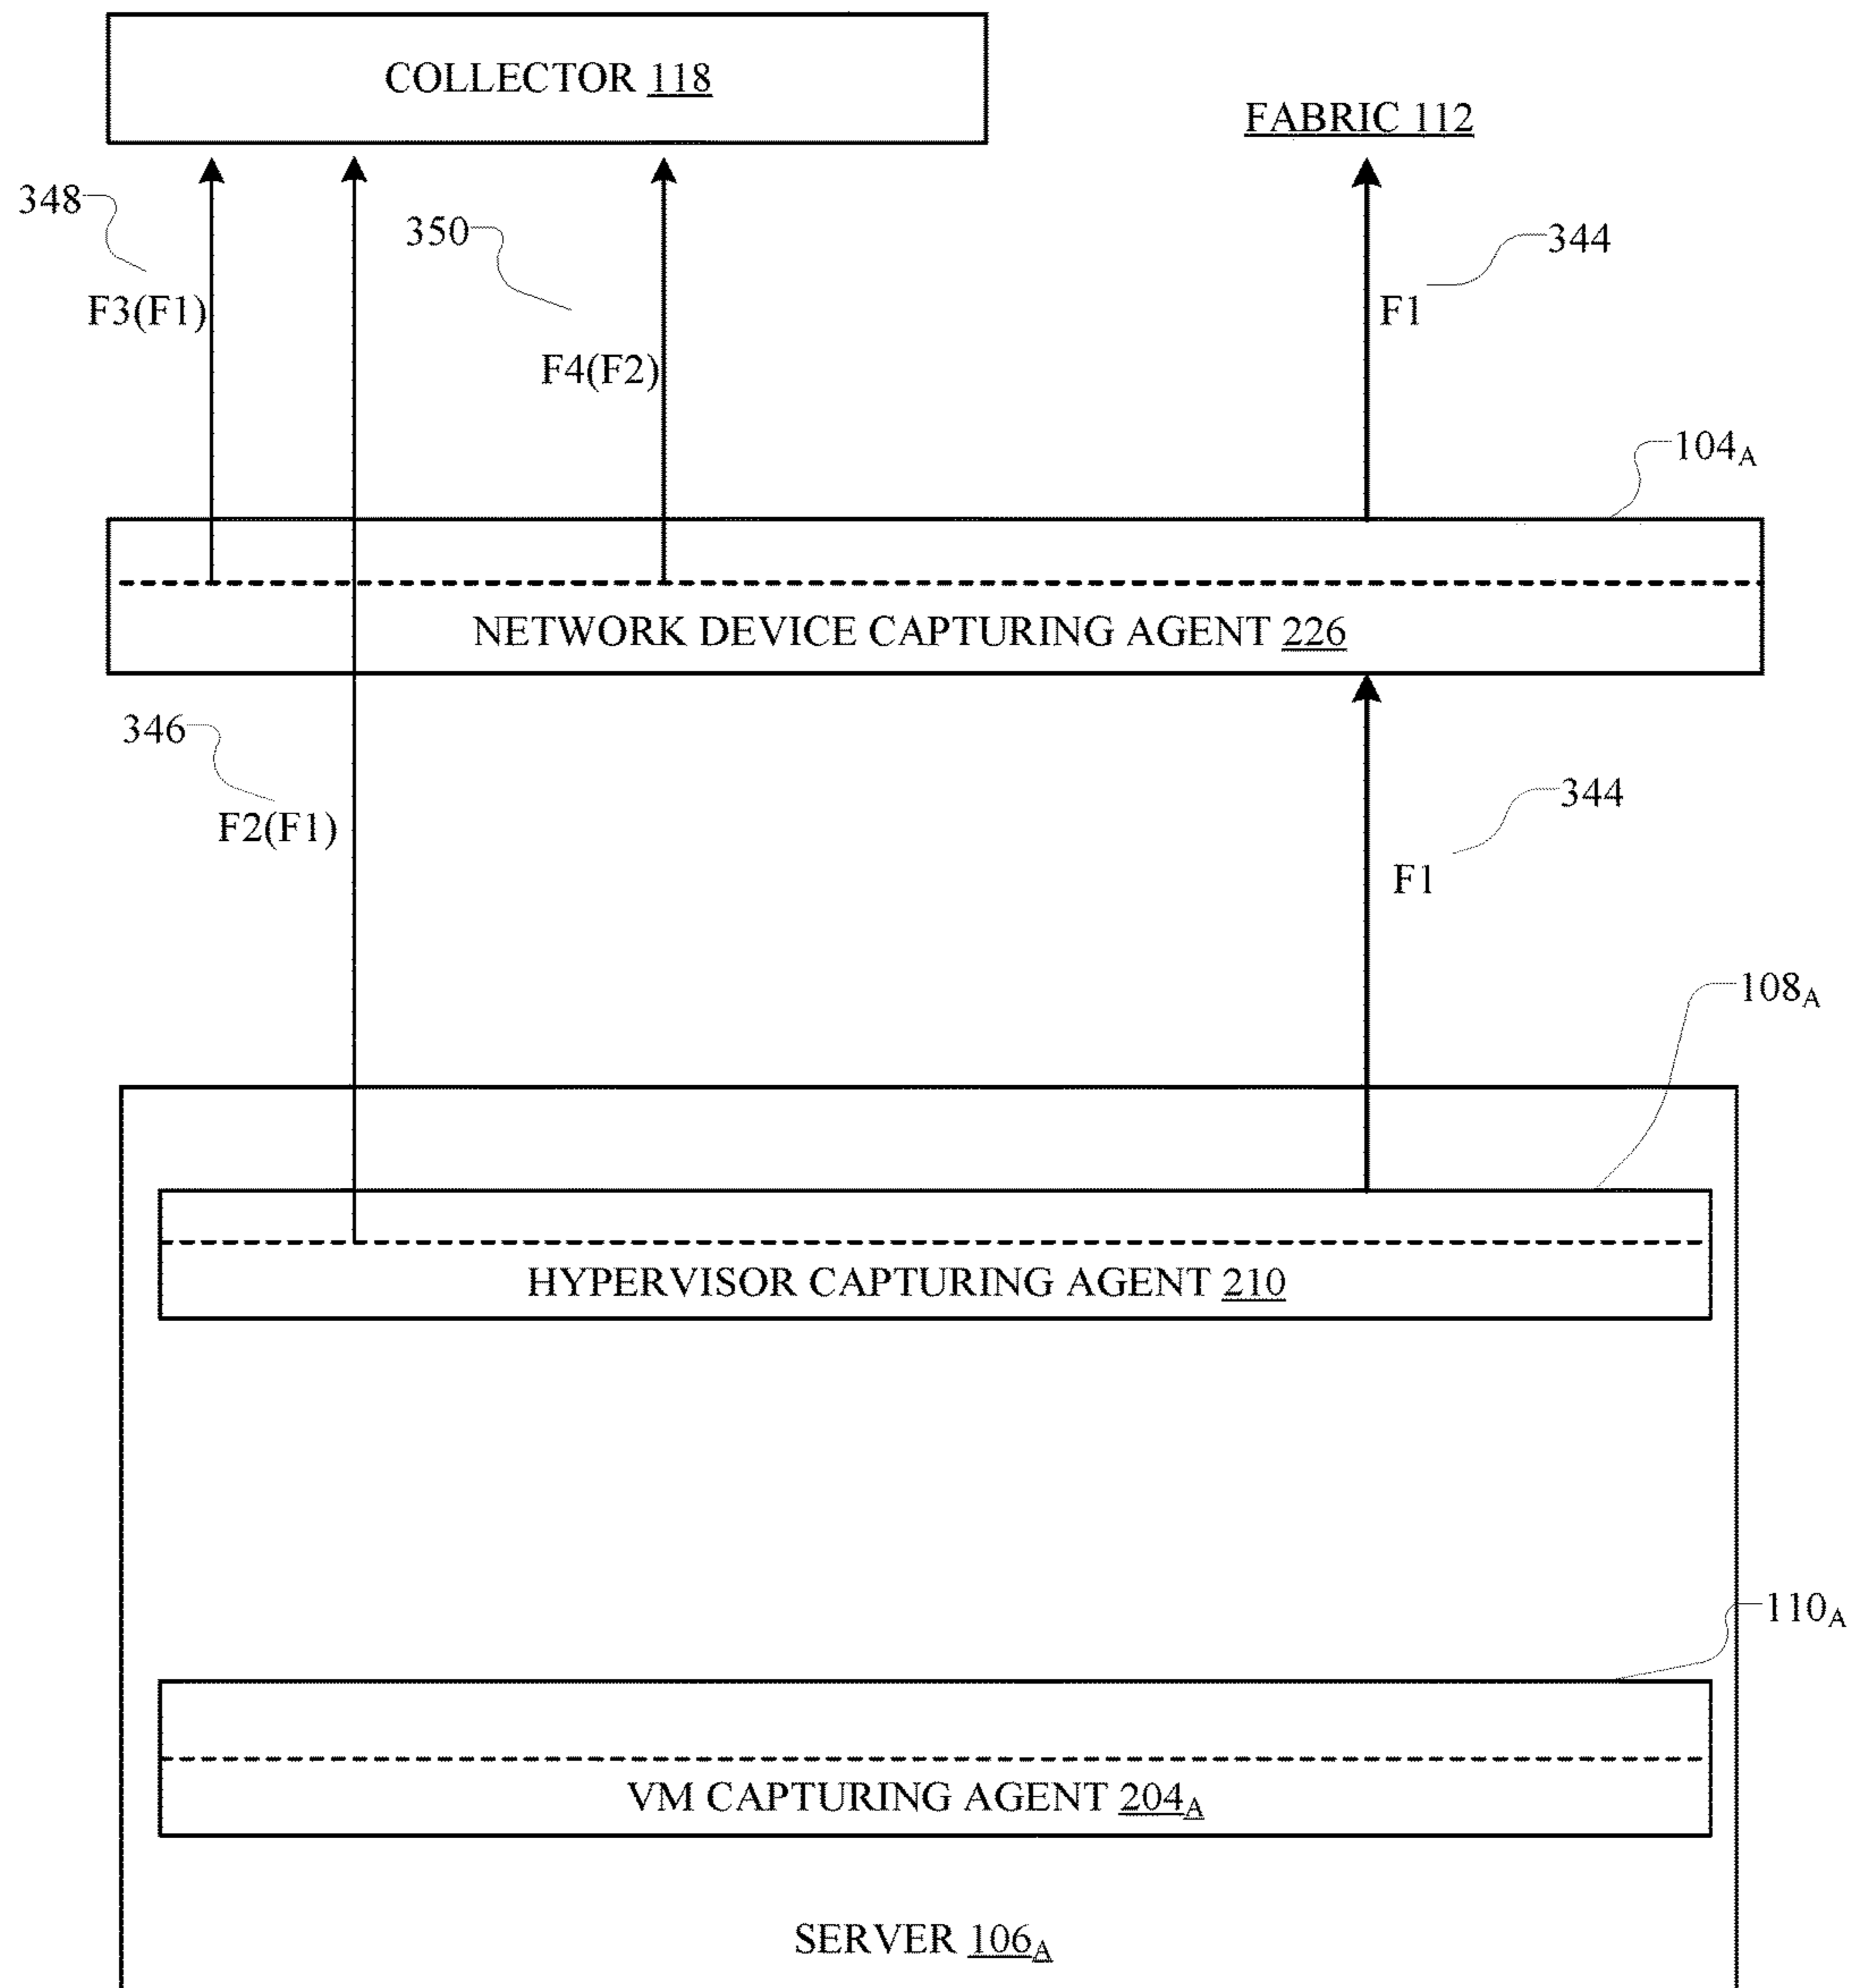 COLLECTOR 118
FABRIC 112
348
350
344
F3(F1)
F1
F4(F2)
104A
NETWORK DEVICE CAPTURING AGENT 226
346
344
F2(F1)
F1
108A
HYPERVISOR CAPTURING AGENT 210
110A
VM CAPTURING AGENT 204A
SERVER 106A